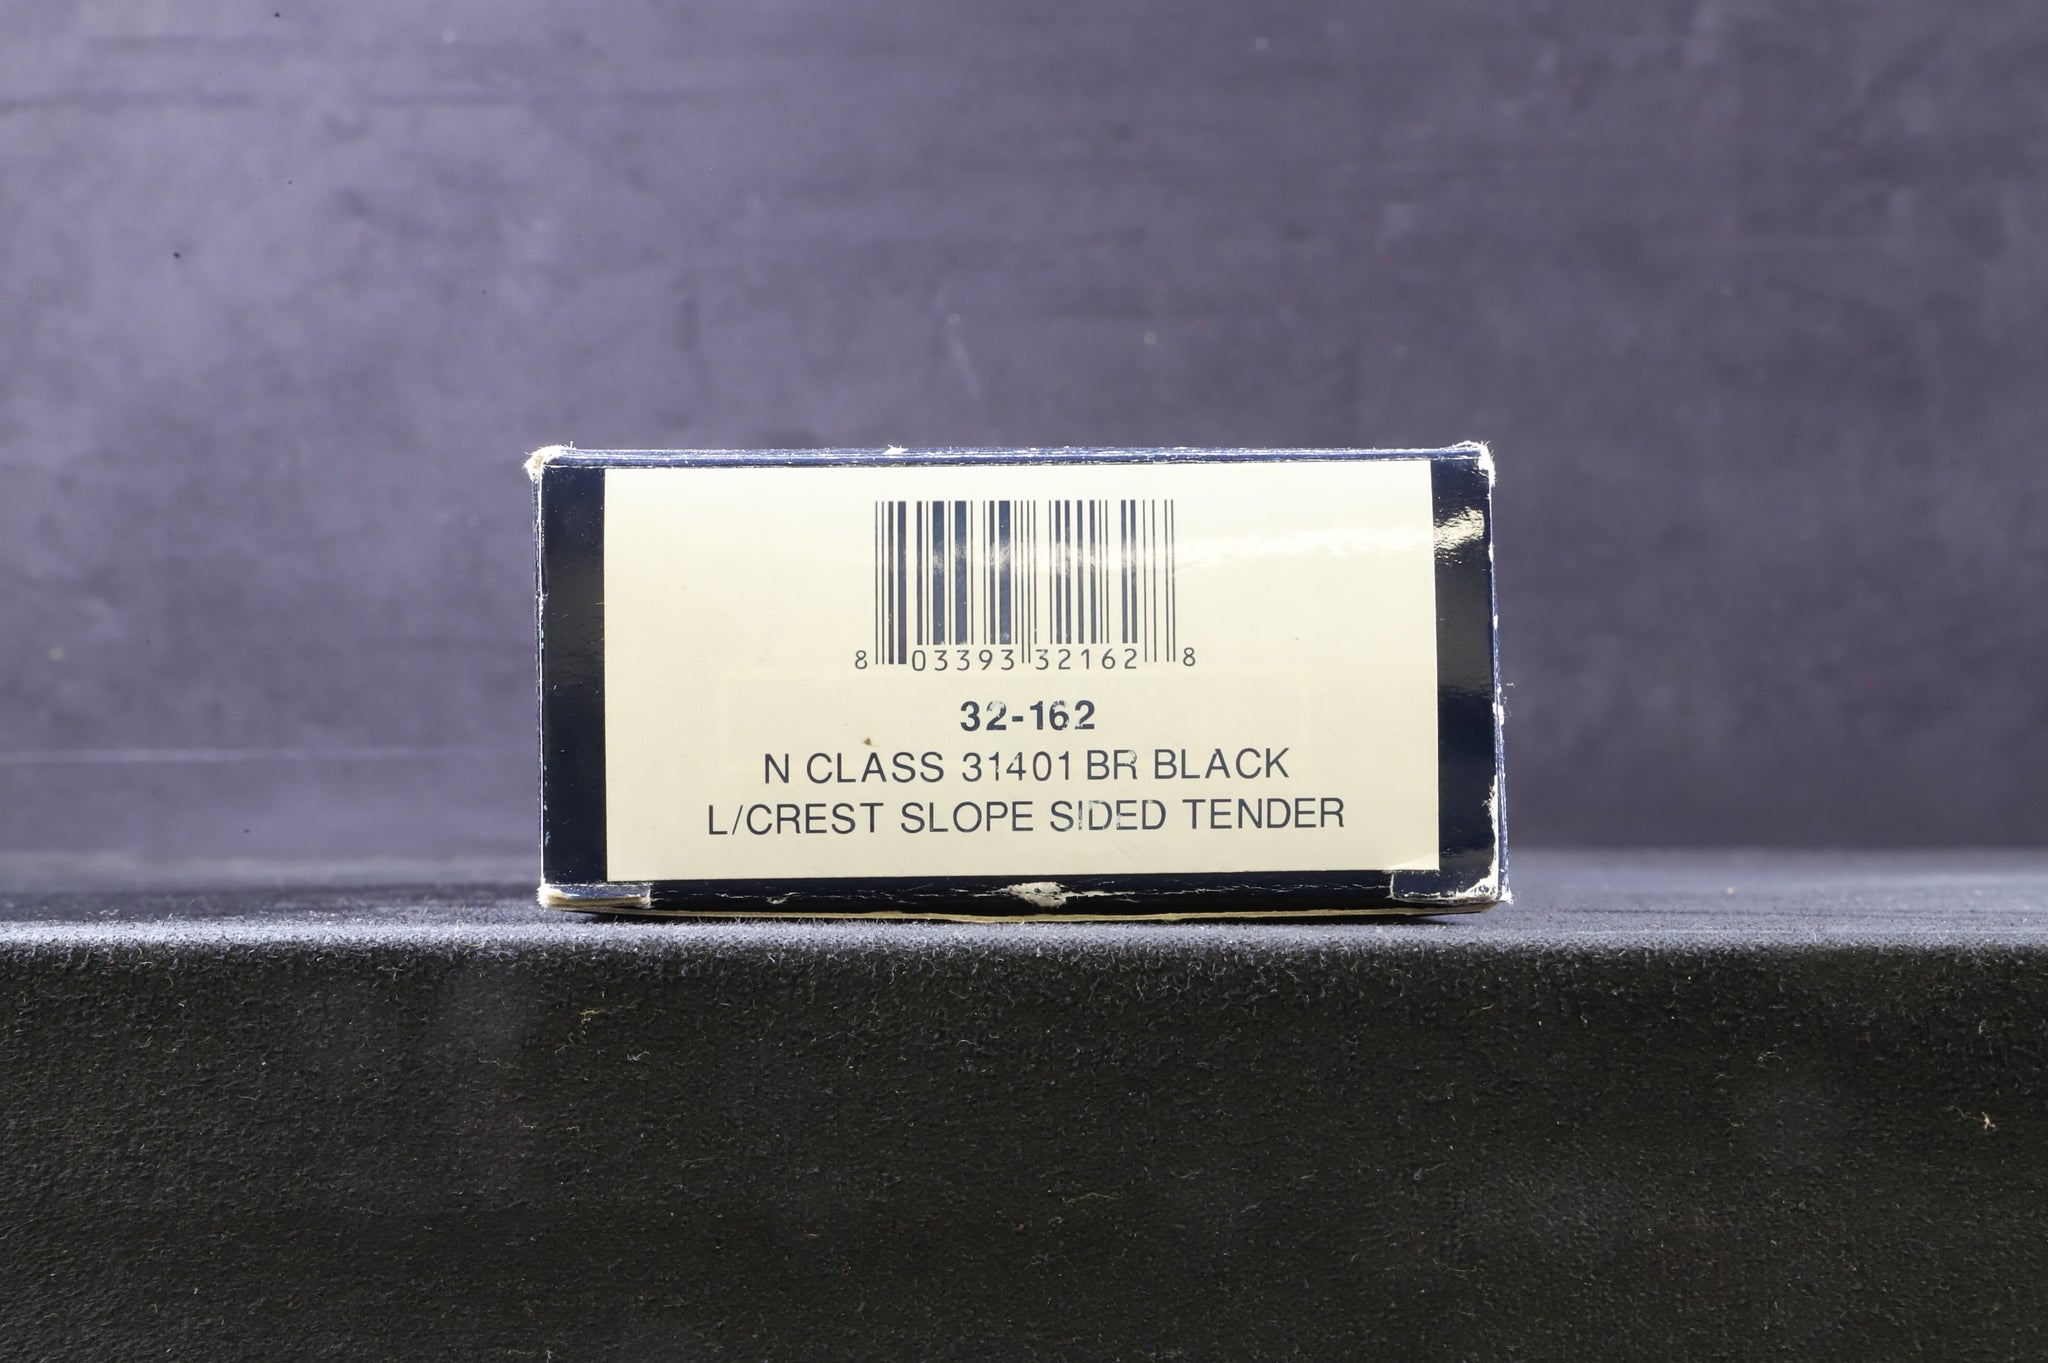 8 03393 32162 8
32-162
N CLASS 31401 BR BLACK
L/CREST SLOPE SIDED TENDER